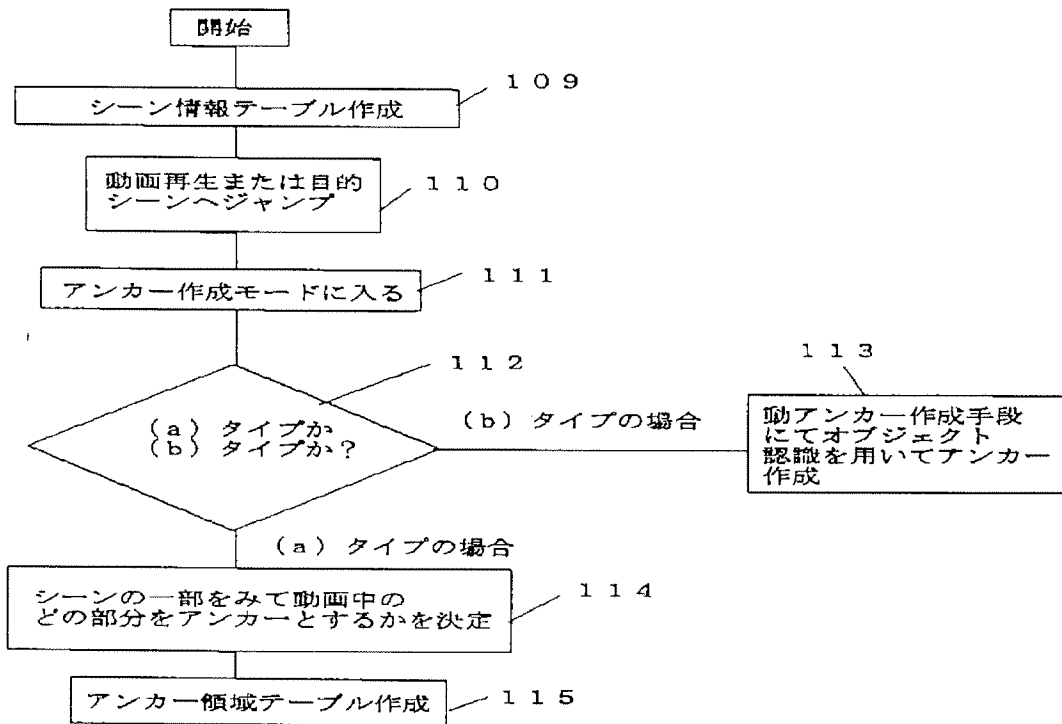 開始
109
シーン情報テーブル作成
動画再生または目的
シーンへジャンプ
110
111
アンカー作成モードに入る
112
113
(a)タイプか
(b)タイプか?
(b)タイプの場合
動アンカー作成手段
にてオブジェクト
認識を用いてアンカー
作成
(a)タイプの場合
シーンの一部をみて動画中の
どの部分をアンカーとするかを決定
114
アンカー領域テーブル作成
115